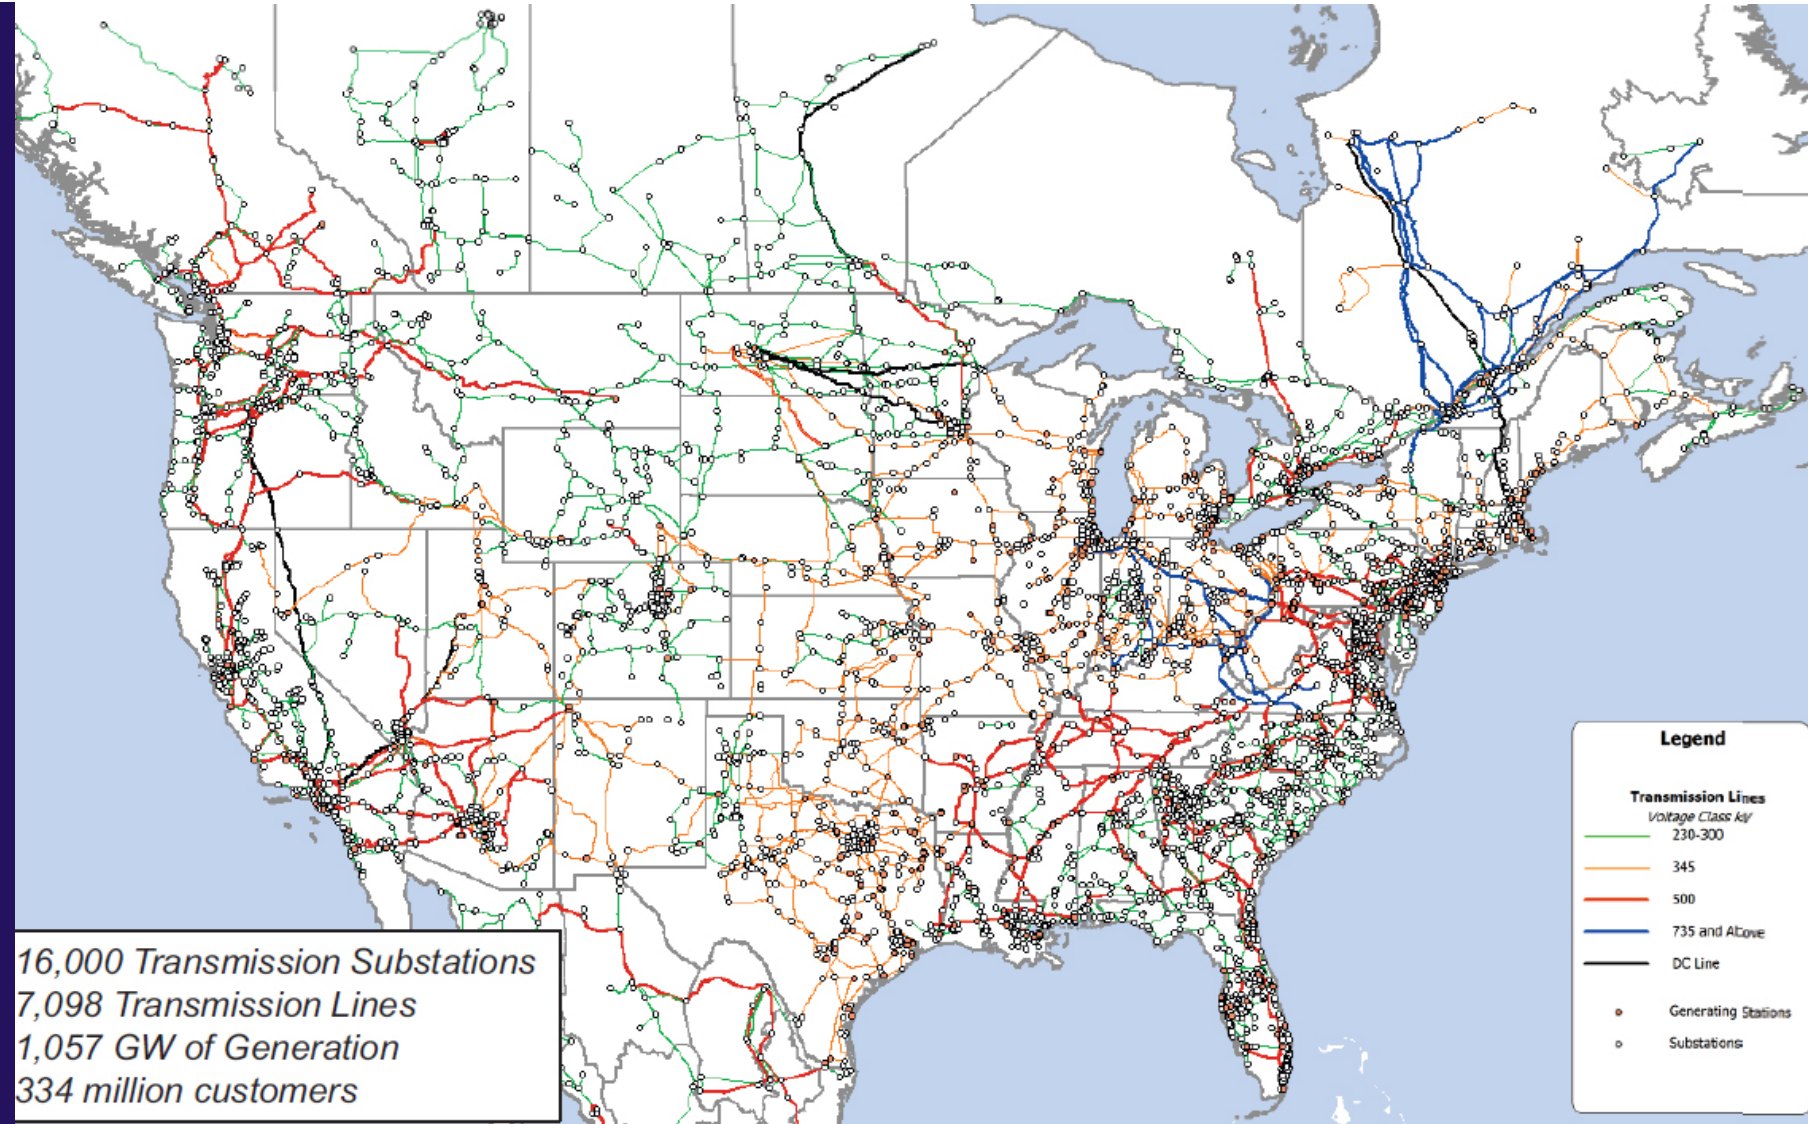 16,000 Transmission Substations
7,098 Transmission Lines
1,057 GW of Generation
334 million customers
Legend
Transmission Lines
Voltage Class kV
230-300
345
500
735 and Above
DC Line
Generating Stations
Substations